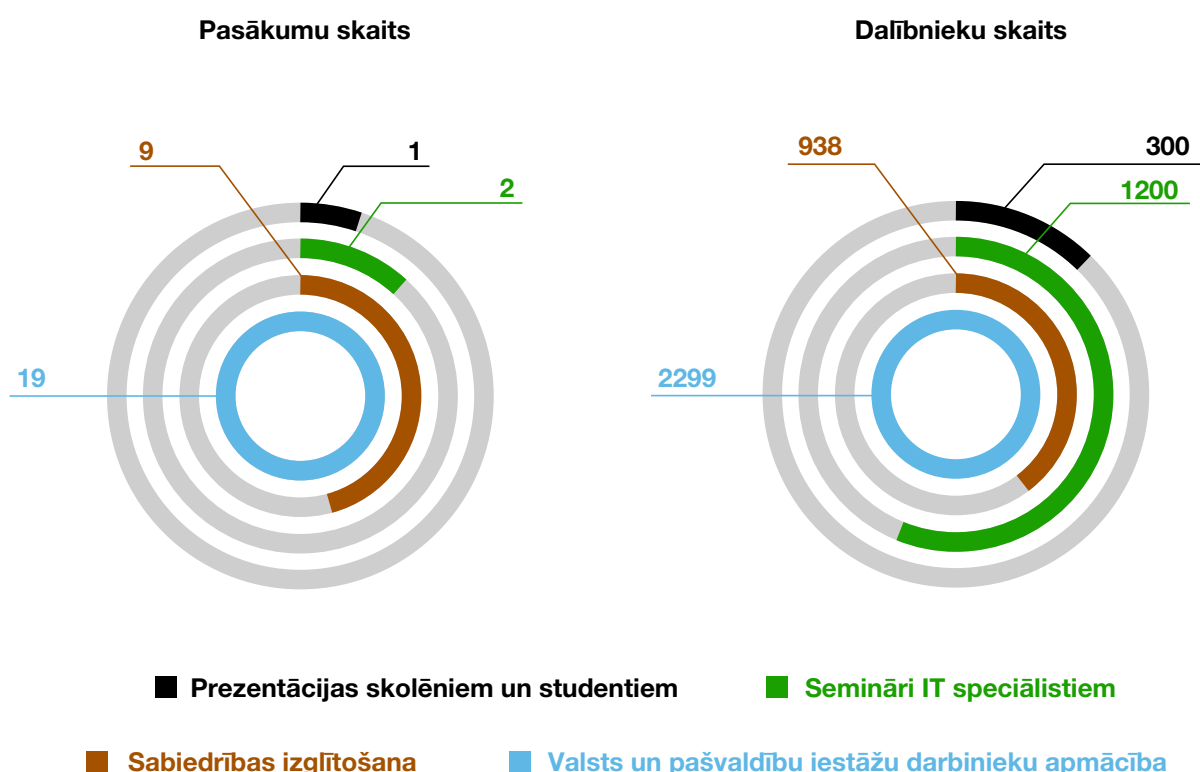 Pasākumu skaits
Dalībnieku skaits
9
1
2
19
938
300
1200
2299
Prezentācijas skolēniem un studentiem
Semināri IT speciālistiem
Sabiedrības izglītošana
Valsts un pašvaldību iestāžu darbinieku apmācība